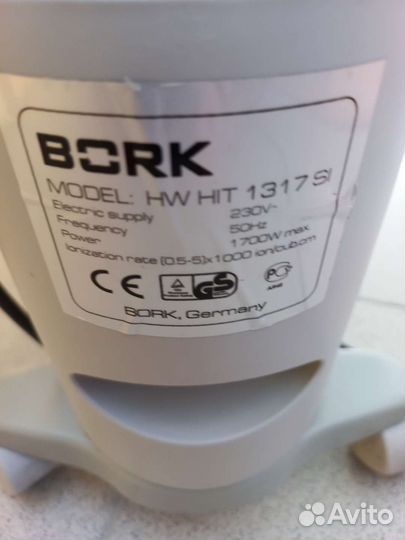 BORK
MODEL: HW HIT 1317 SI
Electric supply 230V~
Frequency 50Hz
Power 1700W max.
Ionization rate (0.5-5)x1000 ion/cub.cm
CE GS PC
BORK, Germany
Avito